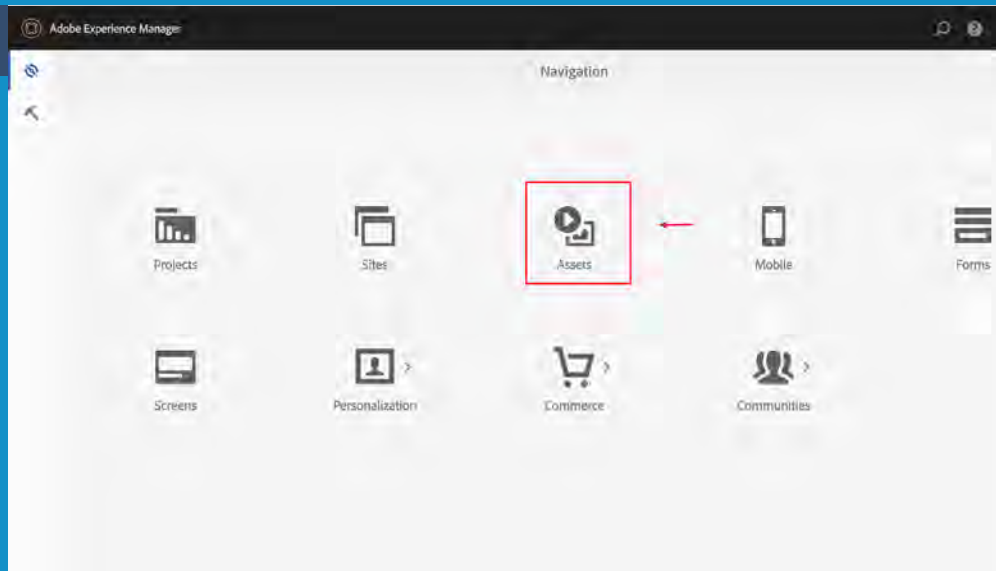 Adobe Experience Manager
Navigation
Projects
Sites
Assets
Mobile
Forms
Screens
Personalization
Commerce
Communities